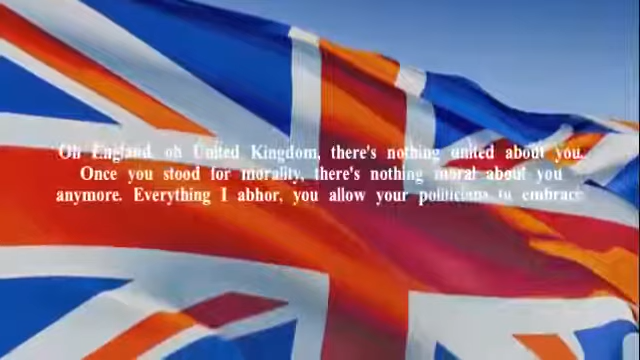 Oh England, oh United Kingdom, there's nothing united about you.
Once you stood for morality, there's nothing moral about you
anymore. Everything I abhor, you allow your politicians to embrace